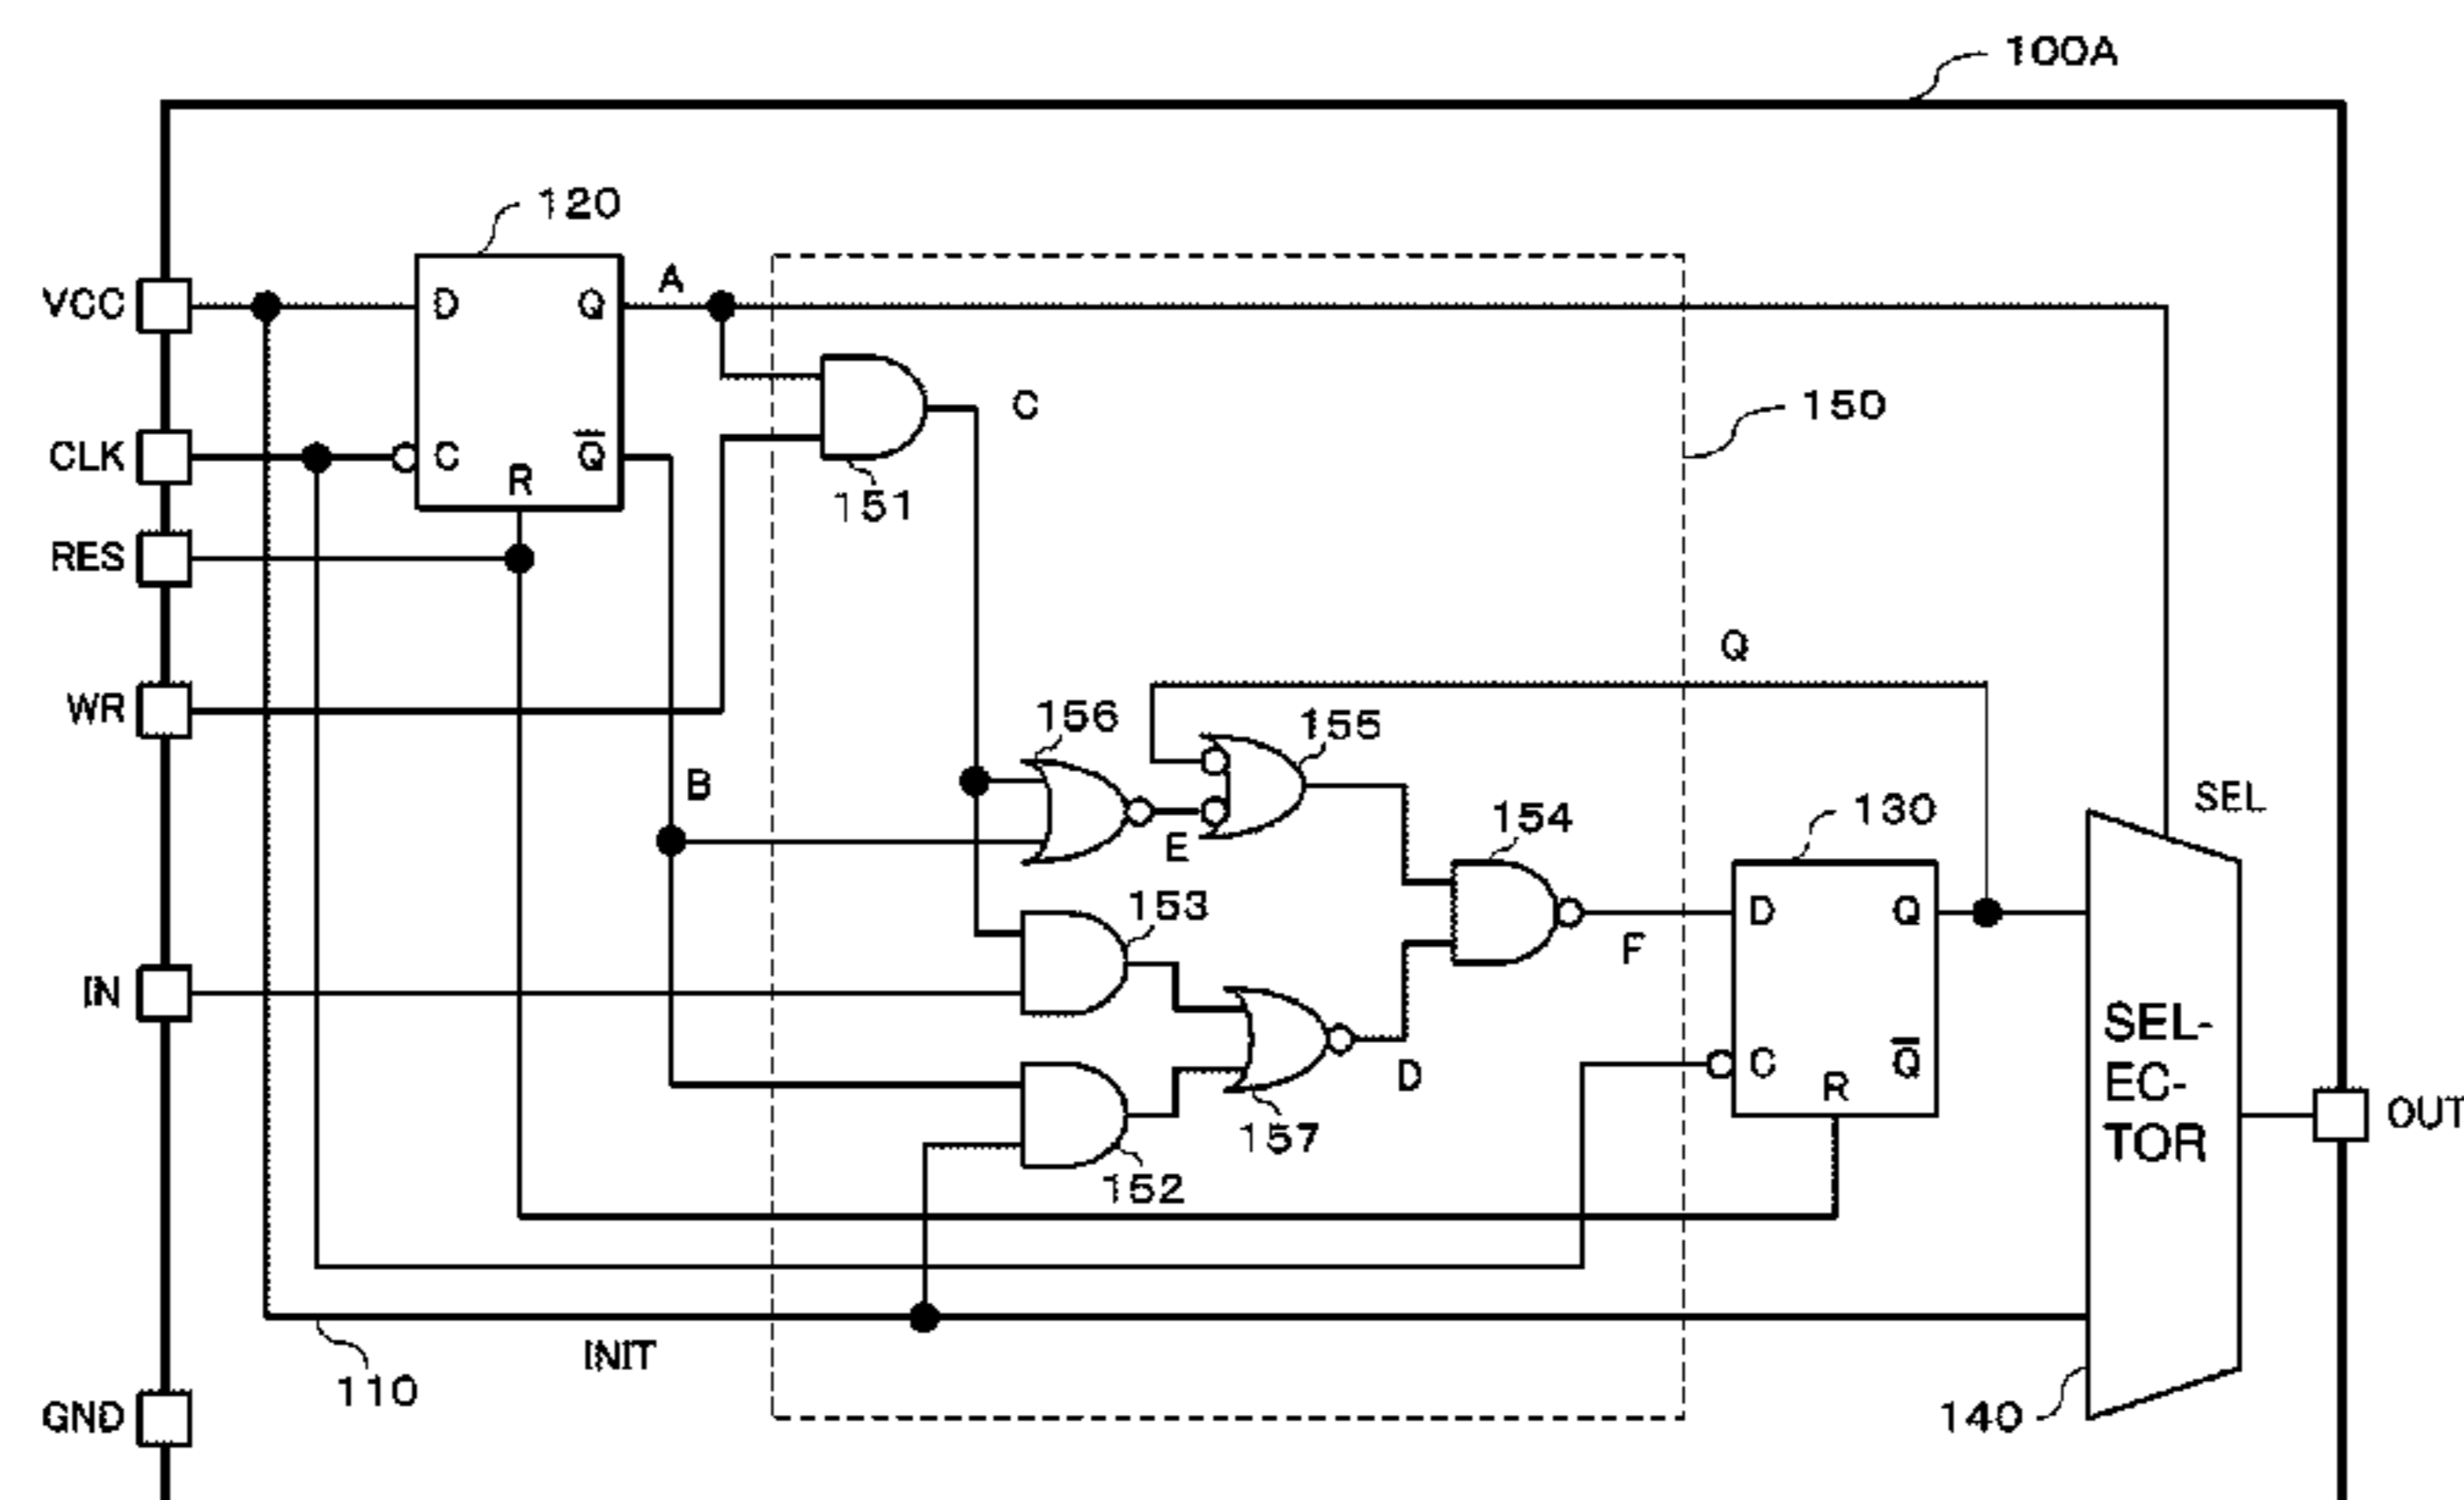 100A
120
VCC
D
Q
A
CLK
C
Q
R
C
150
151
RES
Q
WR
156
155
B
SEL
E
154
130
153
D
Q
F
IN
SEL-
EC-
TOR
C
Q
R
D
157
OUT
152
INIT
110
140
GND